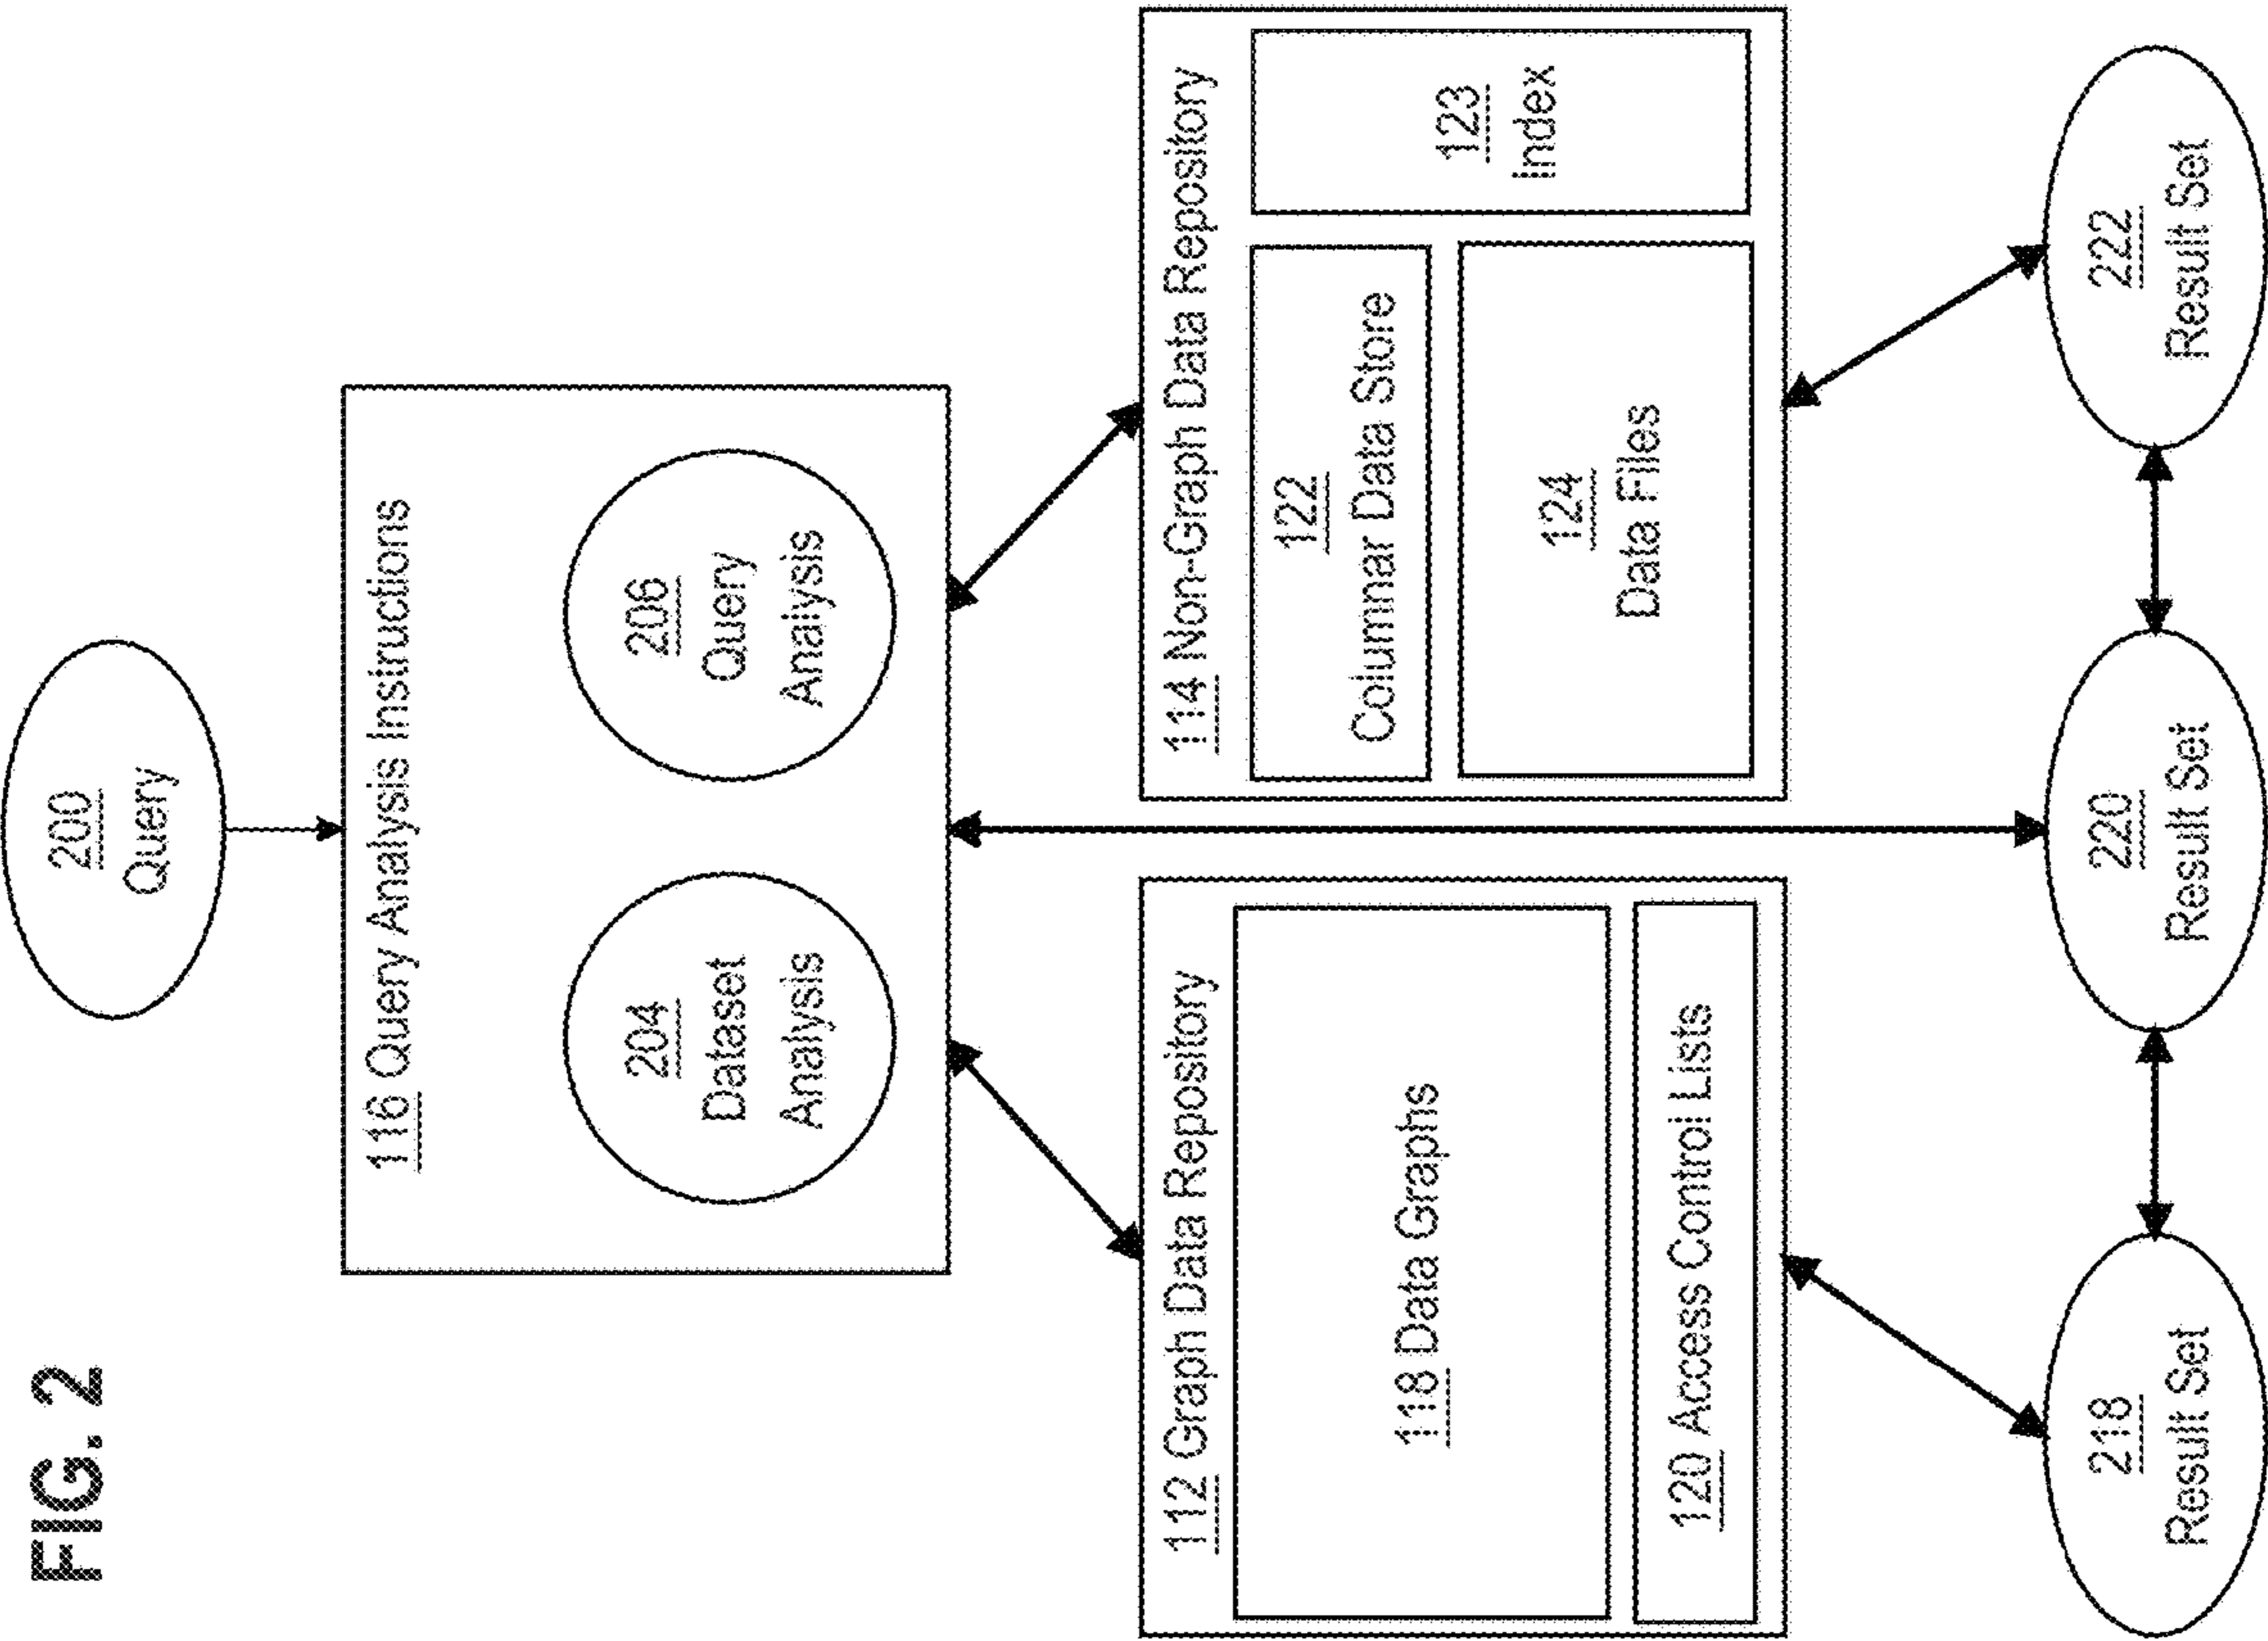 FIG. 2
200
Query
116 Query Analysis Instructions
204
Dataset
Analysis
206
Query
Analysis
112 Graph Data Repository
118 Data Graphs
120 Access Control Lists
114 Non-Graph Data Repository
122
Columnar Data Store
124
Data Files
123
Index
218
Result Set
220
Result Set
222
Result Set